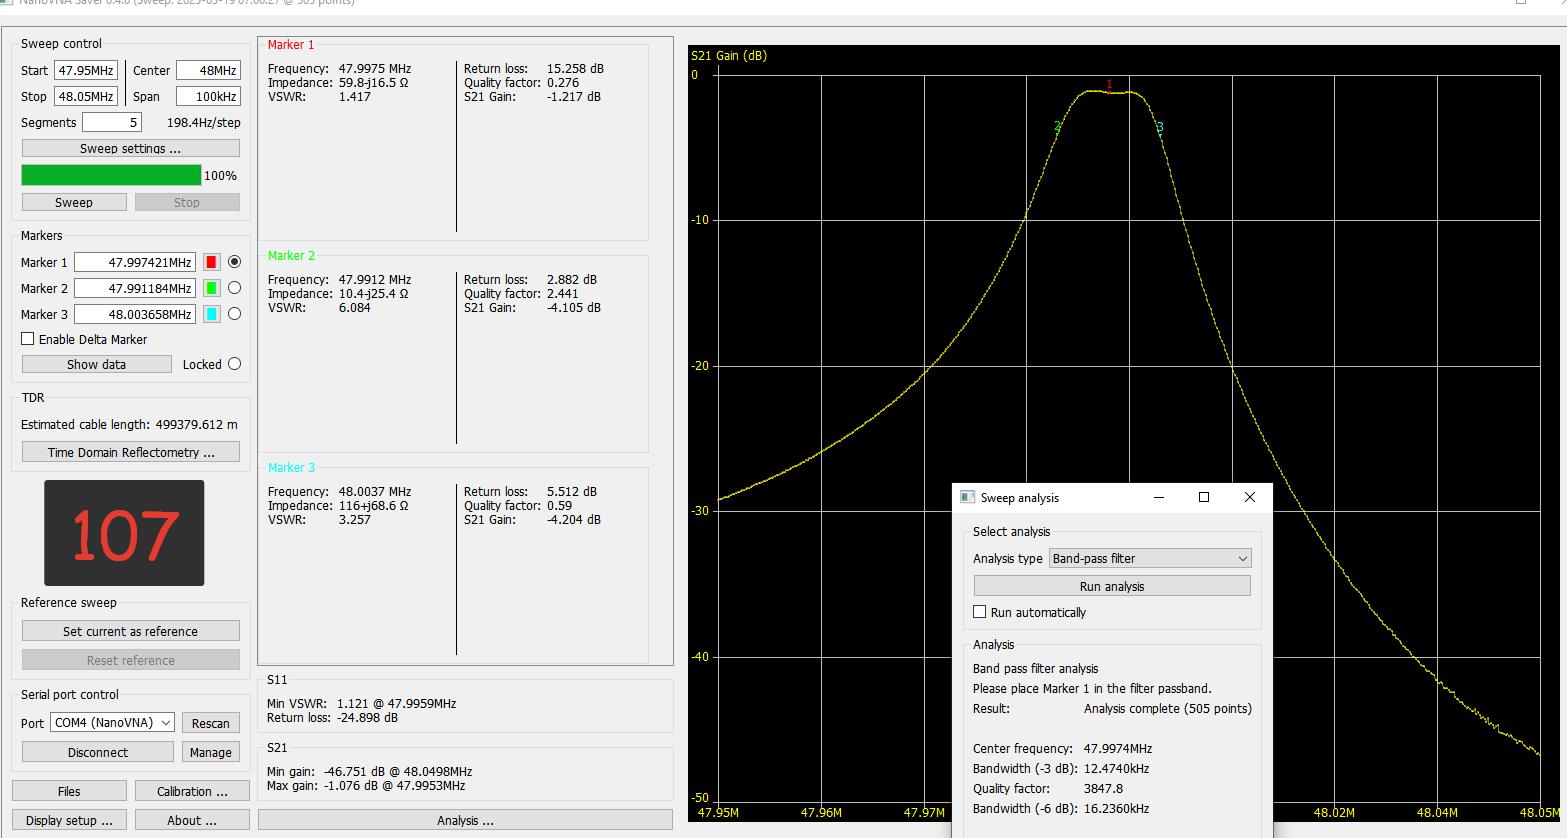 NanoVNA Saver 0.4.0 (Sweep: 2025-03-19 07:00:27 @ 505 points)
Sweep control
Start 47.95MHz Center 48MHz
Stop 48.05MHz Span 100kHz
Segments 5 198.4Hz/step
Sweep settings ...
100%
Sweep Stop
Markers
Marker 1 47.997421MHz
Marker 2 47.991184MHz
Marker 3 48.003658MHz
Enable Delta Marker
Show data Locked
TDR
Estimated cable length: 499379.612 m
Time Domain Reflectometry ...
107
Reference sweep
Set current as reference
Reset reference
Serial port control
Port COM4 (NanoVNA) Rescan
Disconnect Manage
Files Calibration ...
Display setup ... About ...
Marker 1
Frequency: 47.9975 MHz Return loss: 15.258 dB
Impedance: 59.8-j16.5 Ω Quality factor: 0.276
VSWR: 1.417 S21 Gain: -1.217 dB
Marker 2
Frequency: 47.9912 MHz Return loss: 2.882 dB
Impedance: 10.4-j25.4 Ω Quality factor: 2.441
VSWR: 6.084 S21 Gain: -4.105 dB
Marker 3
Frequency: 48.0037 MHz Return loss: 5.512 dB
Impedance: 116+j68.6 Ω Quality factor: 0.59
VSWR: 3.257 S21 Gain: -4.204 dB
S11
Min VSWR: 1.121 @ 47.9959MHz
Return loss: -24.898 dB
S21
Min gain: -46.751 dB @ 48.0498MHz
Max gain: -1.076 dB @ 47.9953MHz
Analysis ...
S21 Gain (dB)
0
1
2 3
-10
-20
-30
-40
-50
47.95M 47.96M 47.97M 48.02M 48.04M 48.05M
Sweep analysis
Select analysis
Analysis type Band-pass filter
Run analysis
Run automatically
Analysis
Band pass filter analysis
Please place Marker 1 in the filter passband.
Result: Analysis complete (505 points)
Center frequency: 47.9974MHz
Bandwidth (-3 dB): 12.4740kHz
Quality factor: 3847.8
Bandwidth (-6 dB): 16.2360kHz